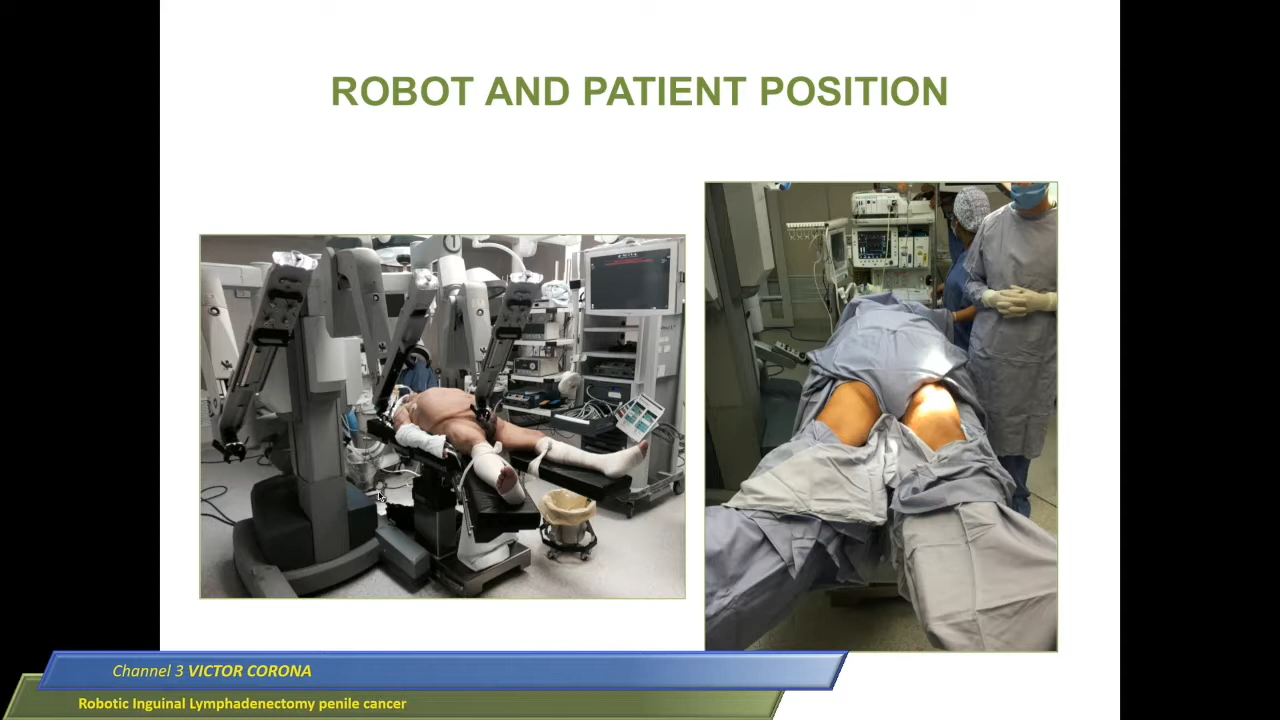 ROBOT AND PATIENT POSITION
Channel 3 VICTOR CORONA
Robotic Inguinal Lymphadenectomy penile cancer